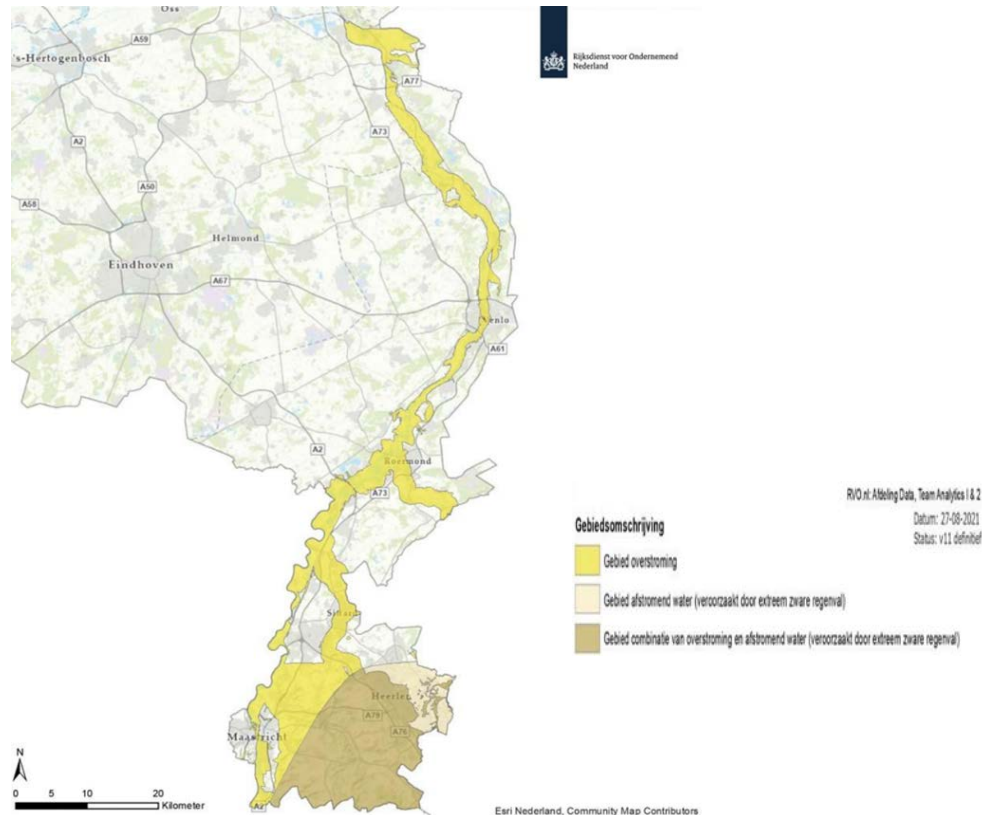 Oss
A59
's-Hertogenbosch
A77
A2
A73
A50
A58
Helmond
Eindhoven
A67
A61
A2
A73
Heerlen
A79
A76
Maastricht
A2
N
0 5 10 20
Kilometer
Rijksdienst voor Ondernemend
Nederland
RVO.nl: Afdeling Data, Team Analytics I & 2
Datum: 27-08-2021
Status: v11 definitief
Gebiedsomschrijving
Gebied overstroming
Gebied afstromend water (veroorzaakt door extreem zware regenval)
Gebied combinatie van overstroming en afstromend water (veroorzaakt door extreem zware regenval)
Esri Nederland, Community Map Contributors